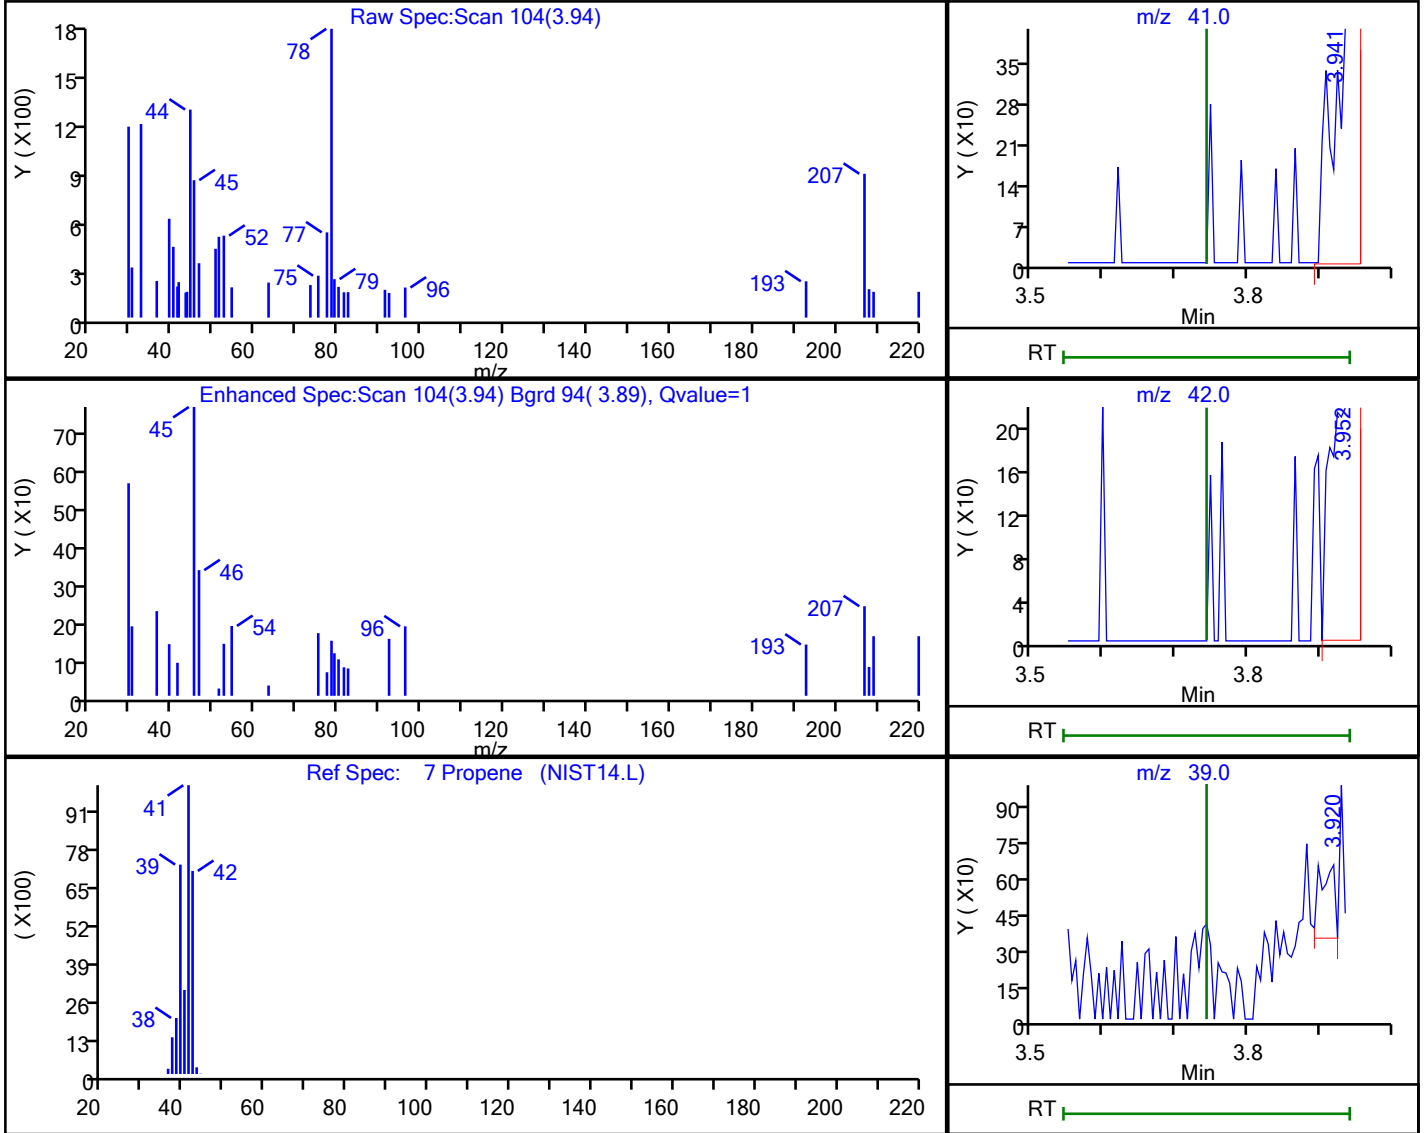 Raw Spec:Scan 104(3.94)
Y ( X100)
18
15
12
9
6
3
0
78
44
45
52
77
75
79
96
207
193
20 40 60 80 100 120 140 160 180 200 220
m/z
m/z 41.0
Y ( X10)
35
28
21
14
7
0
3.941
3.5 3.8
Min
RT
Enhanced Spec:Scan 104(3.94) Bgrd 94( 3.89), Qvalue=1
Y ( X10)
70
60
50
40
30
20
10
0
45
46
54
96
207
193
20 40 60 80 100 120 140 160 180 200 220
m/z
m/z 42.0
Y ( X10)
20
16
12
8
4
0
3.952
3.5 3.8
Min
RT
Ref Spec: 7 Propene (NIST14.L)
( X100)
91
78
65
52
39
26
13
0
41
39
42
38
20 40 60 80 100 120 140 160 180 200 220
m/z 39.0
Y ( X10)
90
75
60
45
30
15
0
3.920
3.5 3.8
Min
RT